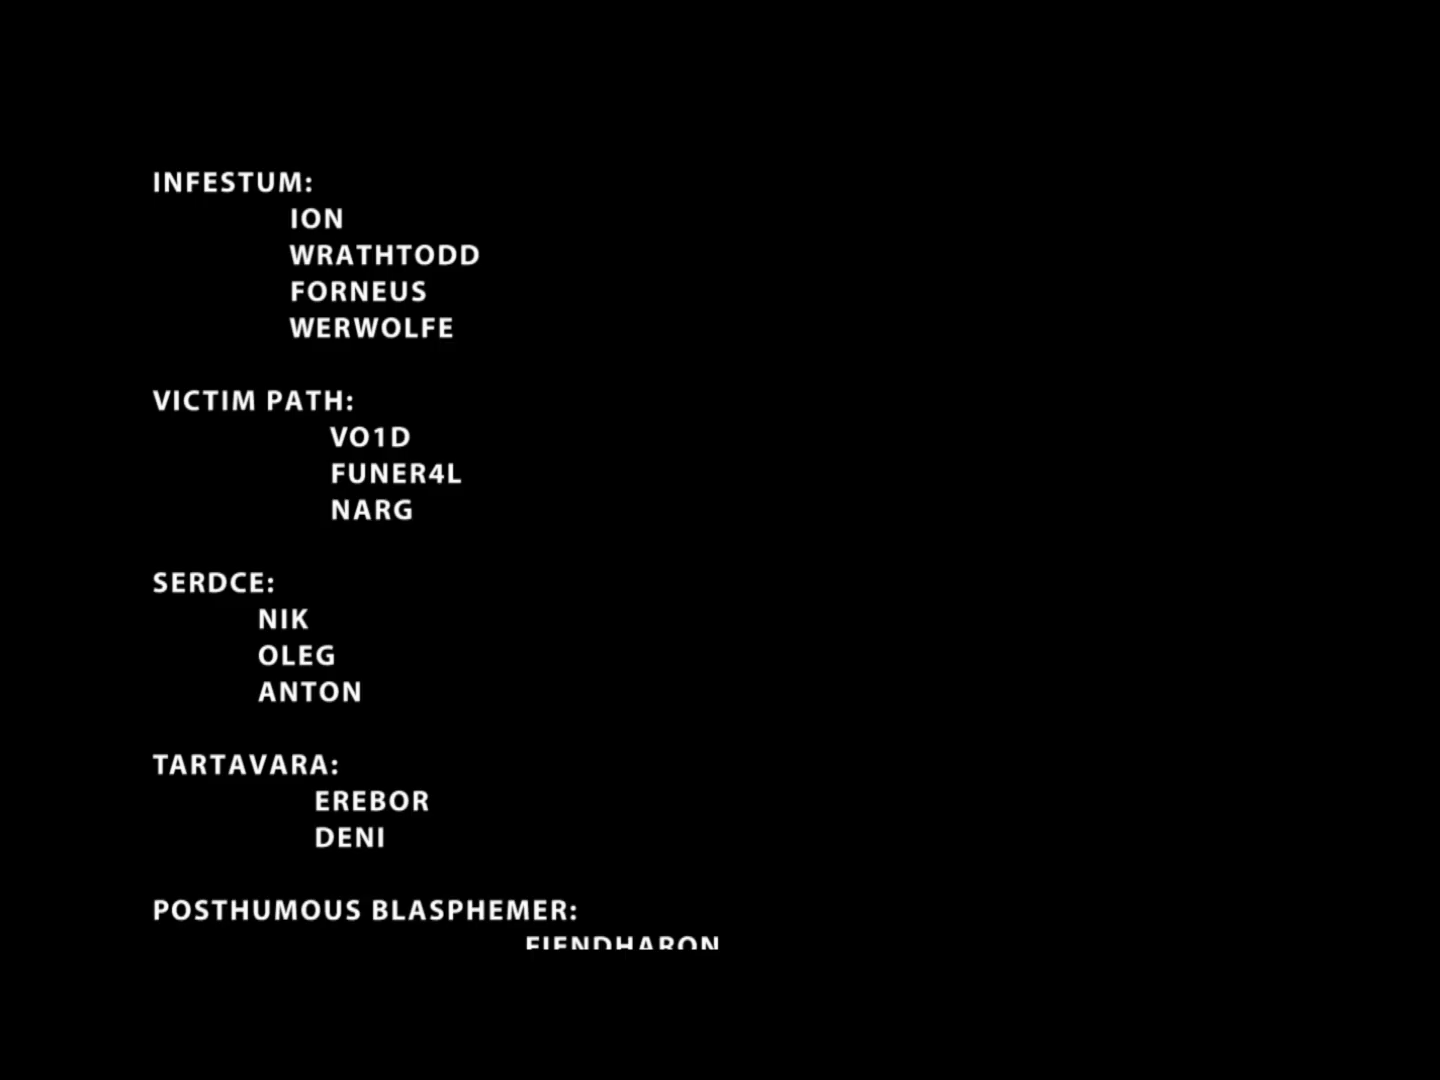 INFESTUM:
ION
WRATHTODD
FORNEUS
WERWOLFE
VICTIM PATH:
VO1D
FUNER4L
NARG
SERDCE:
NIK
OLEG
ANTON
TARTAVARA:
EREBOR
DENI
POSTHUMOUS BLASPHEMER:
FIENDHARON